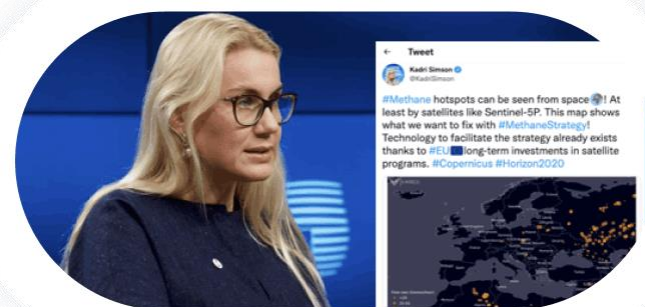 ← Tweet
Kadri Simson
@KadriSimson
#Methane hotspots can be seen from space! At
least by satellites like Sentinel-5P. This map shows
what we want to fix with #MethaneStrategy!
Technology to facilitate the strategy already exists
thanks to #EU long-term investments in satellite
programs. #Copernicus #Horizon2020